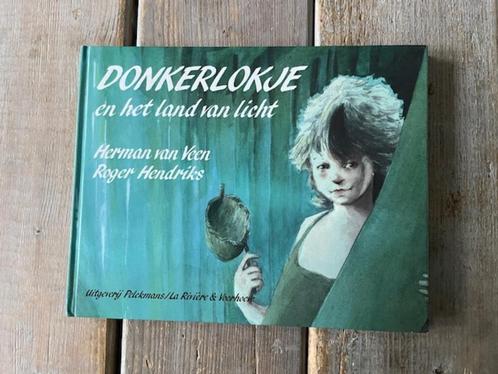 DONKERLOKJE
en het land van licht
Herman van Veen
Roger Hendriks
Uitgeverij Pelckmans/La Rivière & Voorhoeve